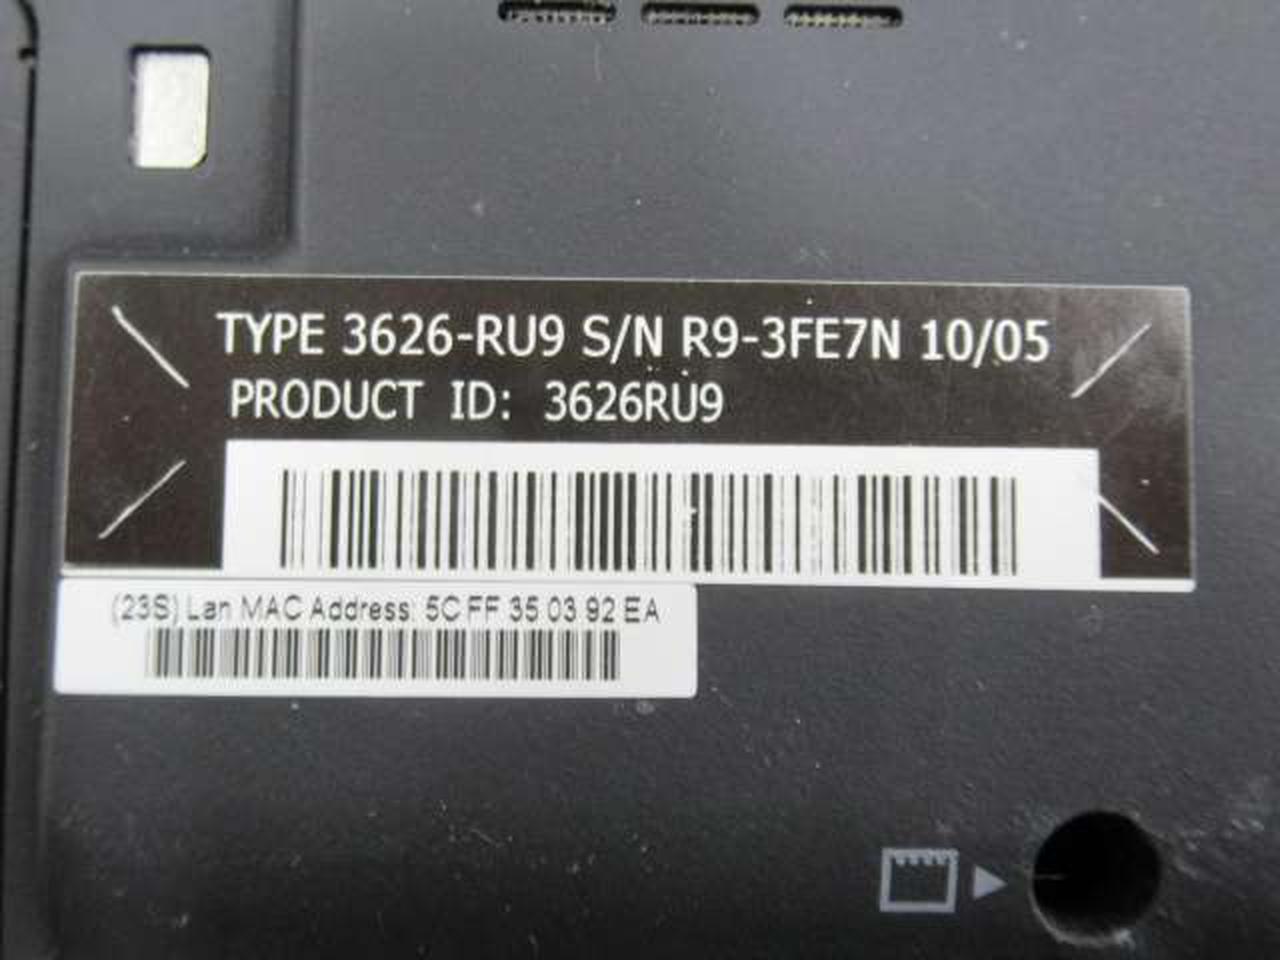 TYPE 3626-RU9 S/N R9-3FE7N 10/05
PRODUCT ID: 3626RU9
(23S) Lan MAC Address: 5C FF 35 03 92 EA